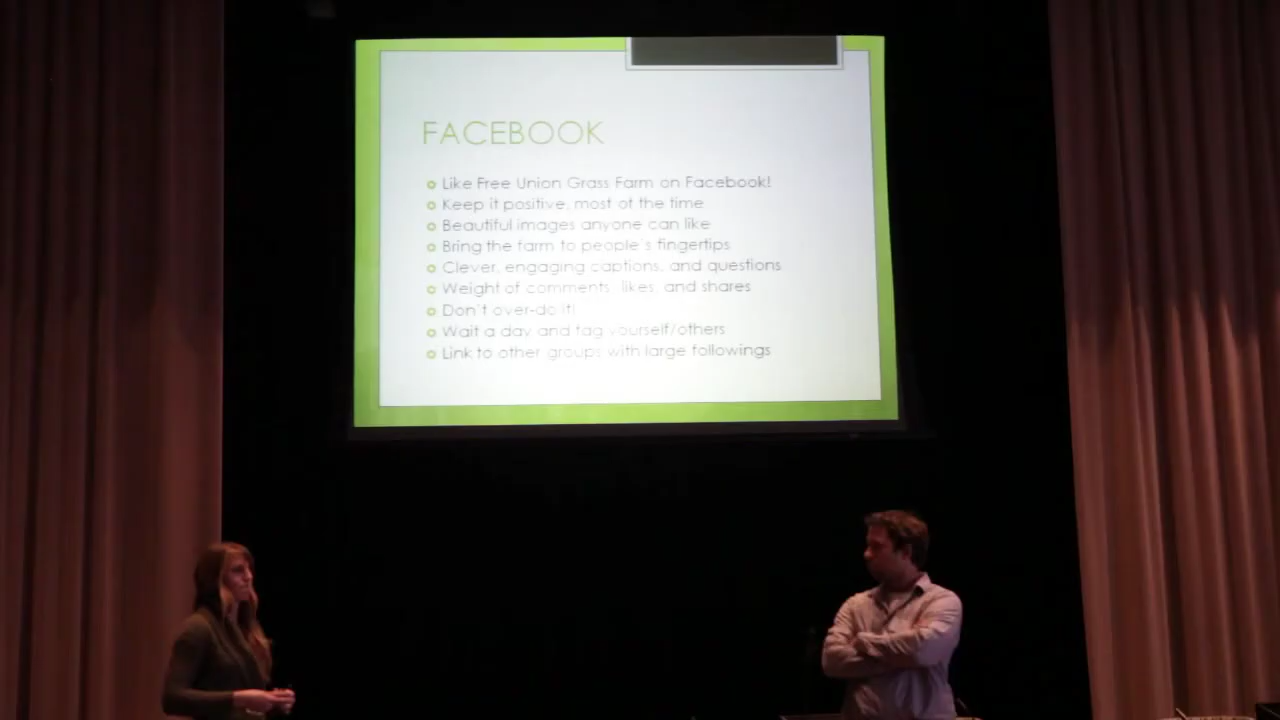 FACEBOOK
Like Free Union Grass Farm on Facebook!
Keep it positive, most of the time
Beautiful images anyone can like
Bring the farm to people's fingertips
Clever, engaging captions, and questions
Weight of comments, likes, and shares
Don't over-do it!
Wait a day and tag yourself/others
Link to other groups with large followings